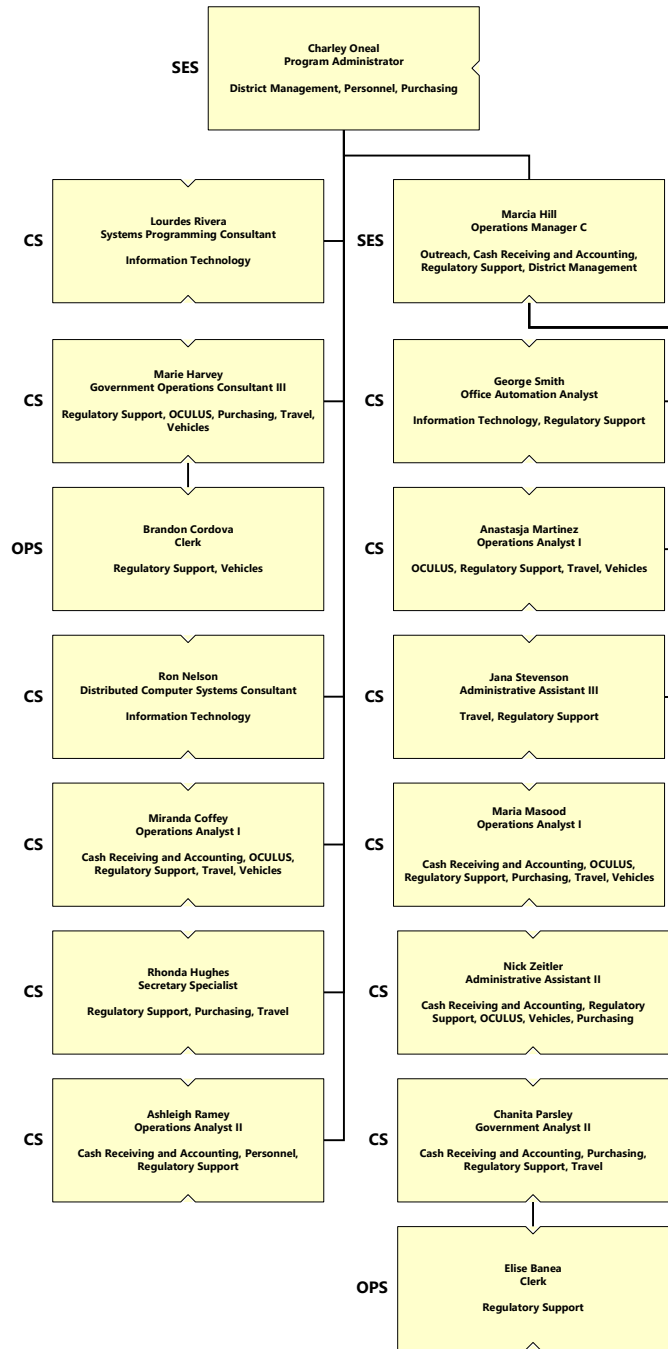 SES
Charley Oneal
Program Administrator
District Management, Personnel, Purchasing
CS
Lourdes Rivera
Systems Programming Consultant
Information Technology
SES
Marcia Hill
Operations Manager C
Outreach, Cash Receiving and Accounting,
Regulatory Support, District Management
CS
Marie Harvey
Government Operations Consultant III
Regulatory Support, OCULUS, Purchasing, Travel,
Vehicles
CS
George Smith
Office Automation Analyst
Information Technology, Regulatory Support
OPS
Brandon Cordova
Clerk
Regulatory Support, Vehicles
CS
Anastasja Martinez
Operations Analyst I
OCULUS, Regulatory Support, Travel, Vehicles
CS
Ron Nelson
Distributed Computer Systems Consultant
Information Technology
CS
Jana Stevenson
Administrative Assistant III
Travel, Regulatory Support
CS
Miranda Coffey
Operations Analyst I
Cash Receiving and Accounting, OCULUS,
Regulatory Support, Travel, Vehicles
CS
Maria Masood
Operations Analyst I
Cash Receiving and Accounting, OCULUS,
Regulatory Support, Purchasing, Travel, Vehicles
CS
Rhonda Hughes
Secretary Specialist
Regulatory Support, Purchasing, Travel
CS
Nick Zeitler
Administrative Assistant II
Cash Receiving and Accounting, Regulatory
Support, OCULUS, Vehicles, Purchasing
CS
Ashleigh Ramey
Operations Analyst II
Cash Receiving and Accounting, Personnel,
Regulatory Support
CS
Chanita Parsley
Government Analyst II
Cash Receiving and Accounting, Purchasing,
Regulatory Support, Travel
OPS
Elise Banea
Clerk
Regulatory Support